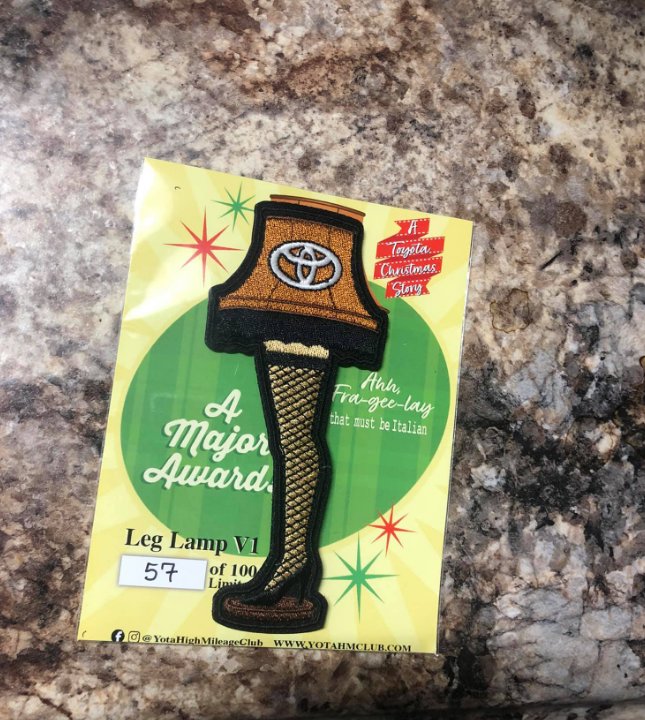 A
Toyota
Christmas
Story
Ahh,
Fra-gee-lay
that must be Italian
A
Major
Award
Leg Lamp V1
57 of 100
@YotaHighMileageClub WWW.YOTAHMCLUB.COM